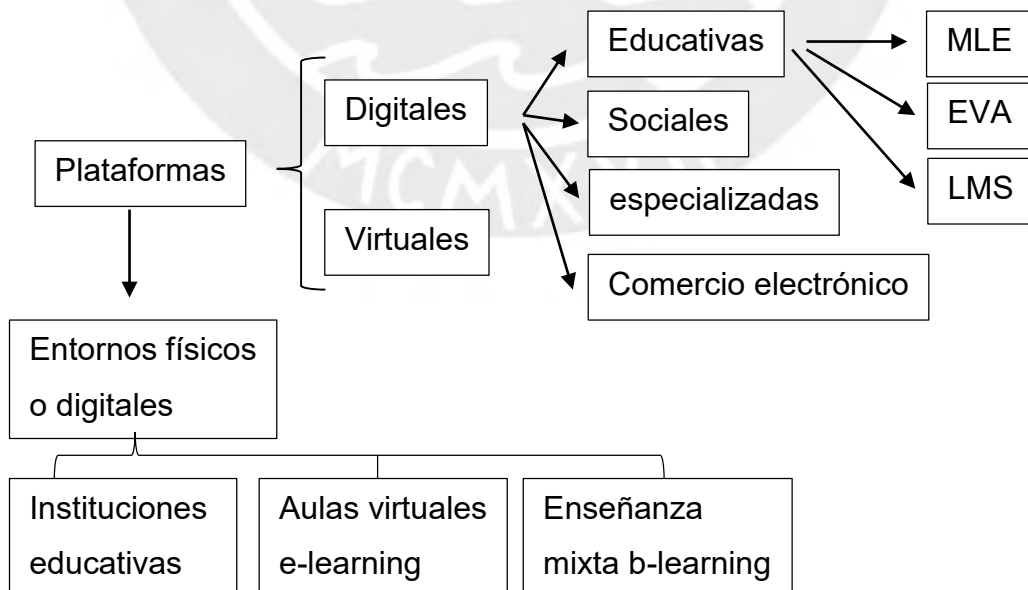 Plataformas
Digitales
Virtuales
Educativas
Sociales
especializadas
Comercio electrónico
MLE
EVA
LMS
Entornos físicos
o digitales
Instituciones
educativas
Aulas virtuales
e-learning
Enseñanza
mixta b-learning